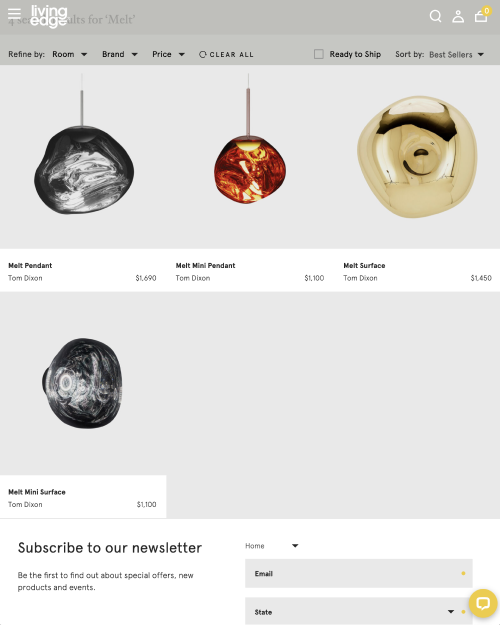 living
edge
0
results for 'Melt'
Refine by: Room Brand Price CLEAR ALL Ready to Ship Sort by: Best Sellers
Melt Pendant
Tom Dixon $1,690
Melt Mini Pendant
Tom Dixon $1,100
Melt Surface
Tom Dixon $1,450
Melt Mini Surface
Tom Dixon $1,100
Subscribe to our newsletter
Be the first to find out about special offers, new
products and events.
Home
Email
State